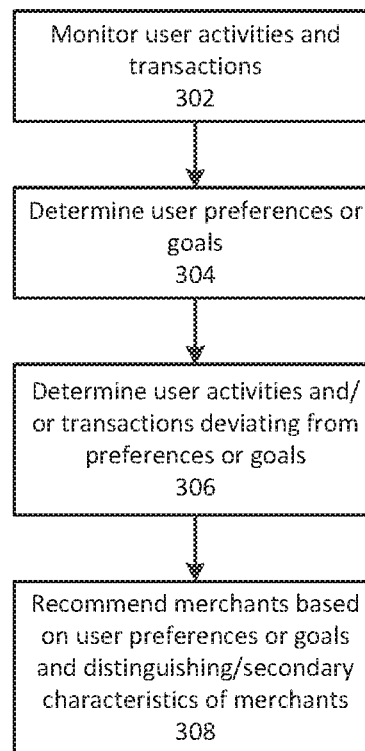 Monitor user activities and
transactions
302
Determine user preferences or
goals
304
Determine user activities and/
or transactions deviating from
preferences or goals
306
Recommend merchants based
on user preferences or goals
and distinguishing/secondary
characteristics of merchants
308